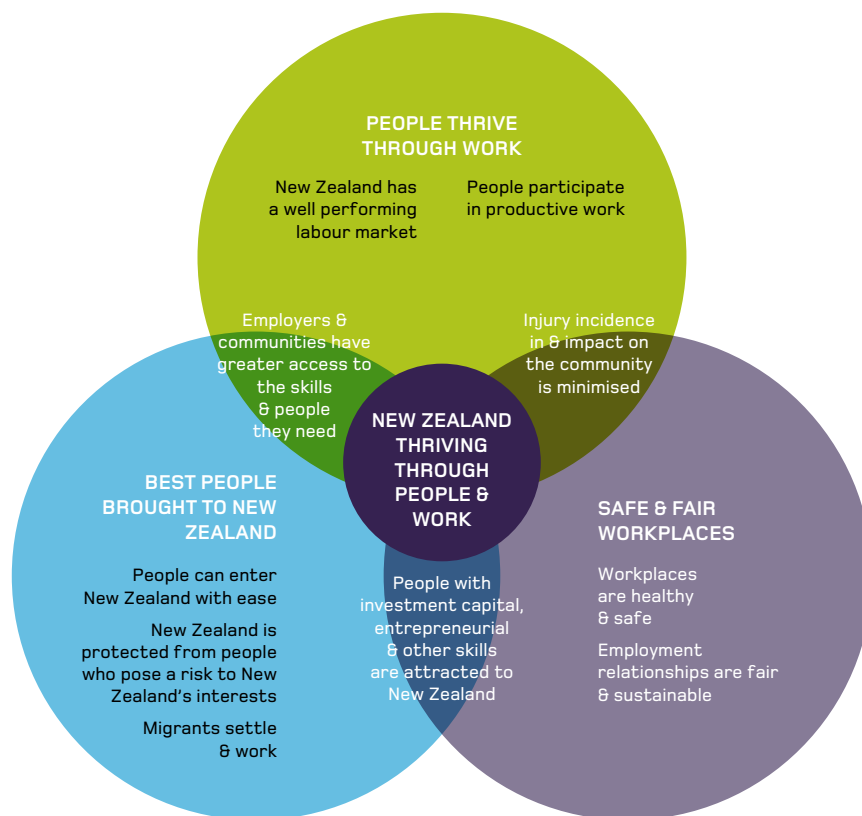 PEOPLE THRIVE
THROUGH WORK
New Zealand has
a well performing
labour market
People participate
in productive work
Employers &
communities have
greater access to
the skills
& people
they need
Injury incidence
in & impact on
the community
is minimised
NEW ZEALAND
THRIVING
THROUGH
PEOPLE &
WORK
BEST PEOPLE
BROUGHT TO NEW
ZEALAND
People can enter
New Zealand with ease
New Zealand is
protected from people
who pose a risk to New
Zealand's interests
Migrants settle
& work
People with
investment capital,
entrepreneurial
& other skills
are attracted to
New Zealand
SAFE & FAIR
WORKPLACES
Workplaces
are healthy
& safe
Employment
relationships are fair
& sustainable